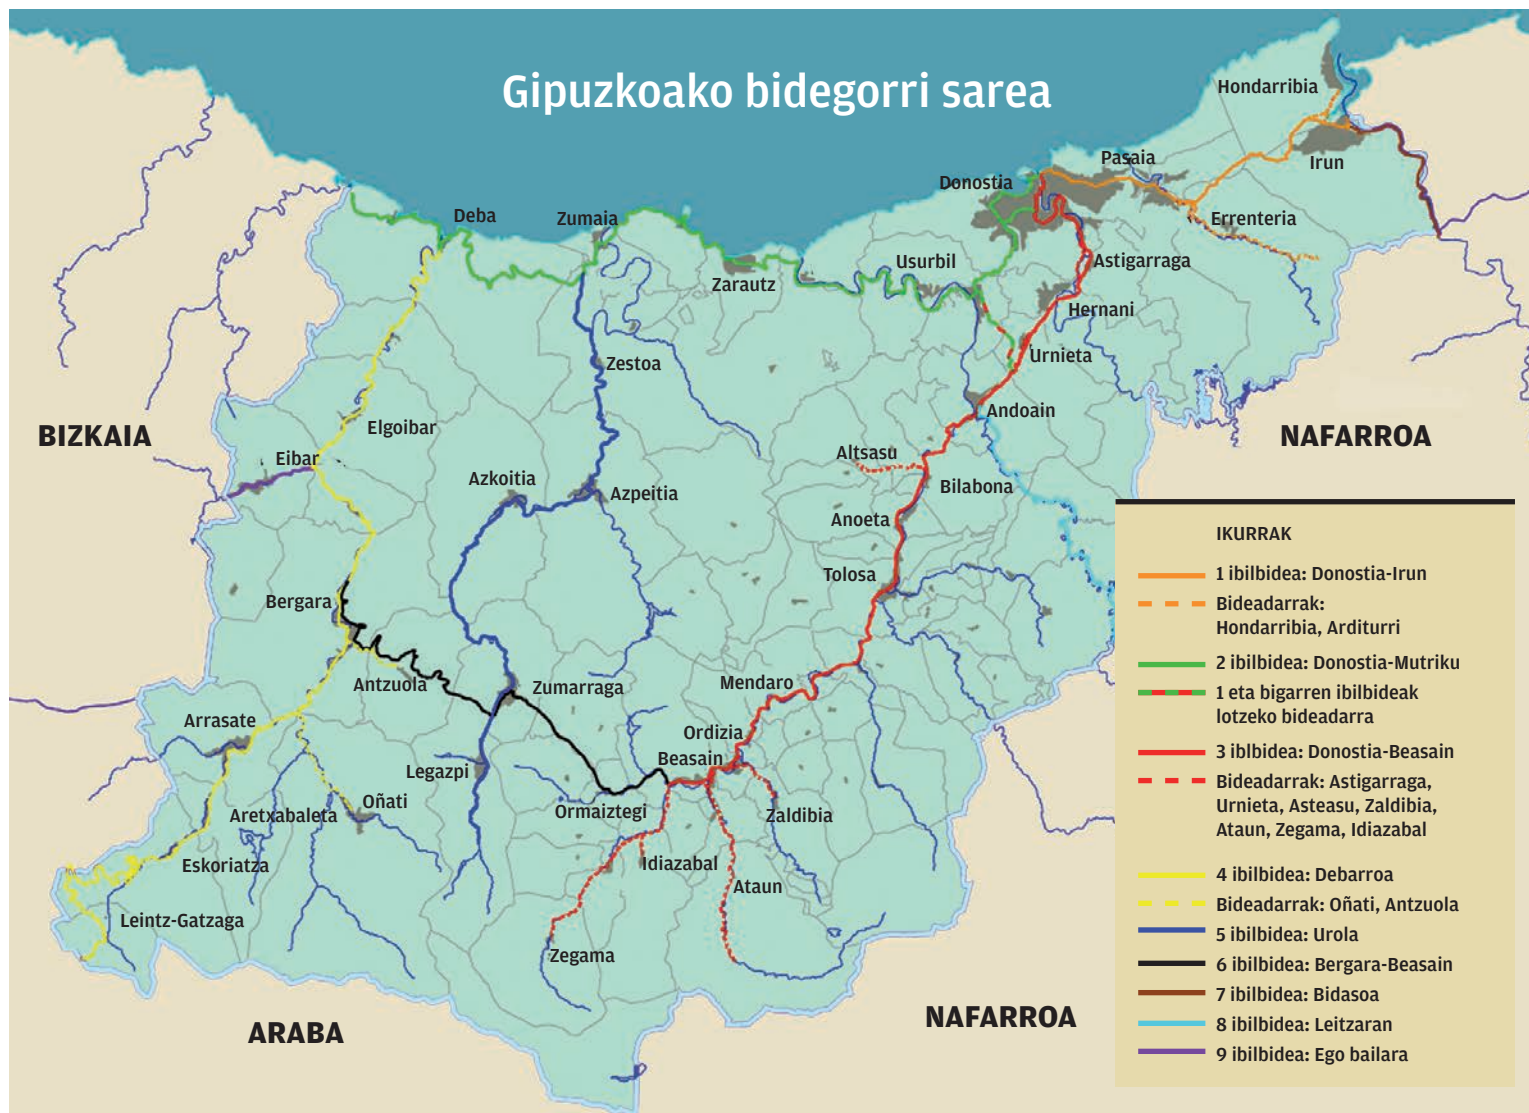 Gipuzkoako bidegorri sarea
Hondarribia
Irun
Pasaia
Donostia
Errenteria
Deba
Zumaia
Astigarraga
Usurbil
Zarautz
Hernani
Urnieta
Zestoa
Andoain
Elgoibar
BIZKAIA
NAFARROA
Altsasu
Eibar
Azkoitia
Azpeitia
Bilabona
Anoeta
Tolosa
Bergara
Antzuola
Zumarraga
Mendaro
Arrasate
Ordizia
Beasain
Legazpi
Oñati
Aretxabaleta
Ormaiztegi
Zaldibia
Eskoriatza
Idiazabal
Ataun
Leintz-Gatzaga
Zegama
ARABA
NAFARROA
IKURRAK
1 ibilbidea: Donostia-Irun
Bideadarrak:
Hondarribia, Arditurri
2 ibilbidea: Donostia-Mutriku
1 eta bigarren ibilbideak
lotzeko bideadarra
3 iblbidea: Donostia-Beasain
Bideadarrak: Astigarraga,
Urnieta, Asteasu, Zaldibia,
Ataun, Zegama, Idiazabal
4 ibilbidea: Debarroa
Bideadarrak: Oñati, Antzuola
5 ibilbidea: Urola
6 ibilbidea: Bergara-Beasain
7 ibilbidea: Bidasoa
8 ibilbidea: Leitzaran
9 ibilbidea: Ego bailara